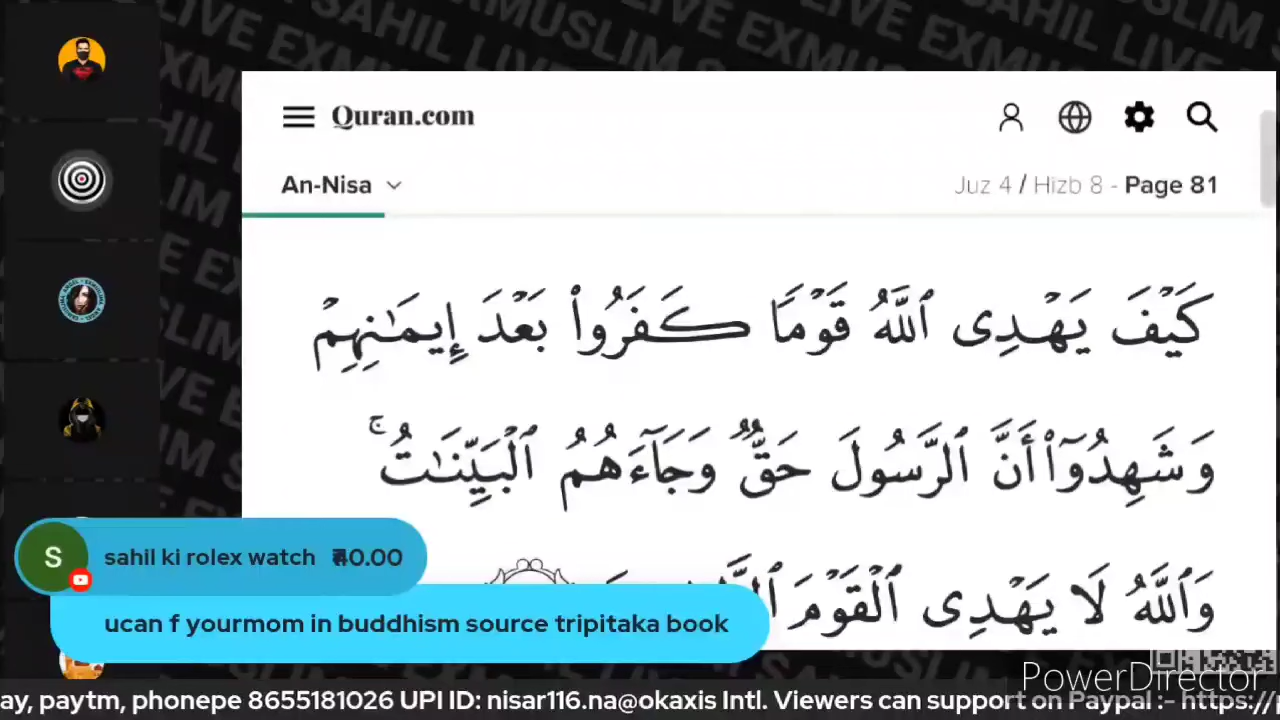 Quran.com
An-Nisa
Juz 4 / Hizb 8 - Page 81
كَيْفَ يَهْدِى ٱللَّهُ قَوْمًا كَفَرُوا۟ بَعْدَ إِيمَـٰنِهِمْ
وَشَهِدُوٓا۟ أَنَّ ٱلرَّسُولَ حَقٌّ وَجَآءَهُمُ ٱلْبَيِّنَـٰتُ ۚ
وَٱللَّهُ لَا يَهْدِى ٱلْقَوْمَ
S
sahil ki rolex watch
ucan f yourmom in buddhism source tripitaka book
PowerDirector
ay, paytm, phonepe 8655181026 UPI ID: nisar116.na@okaxis Intl. Viewers can support on Paypal :- https://